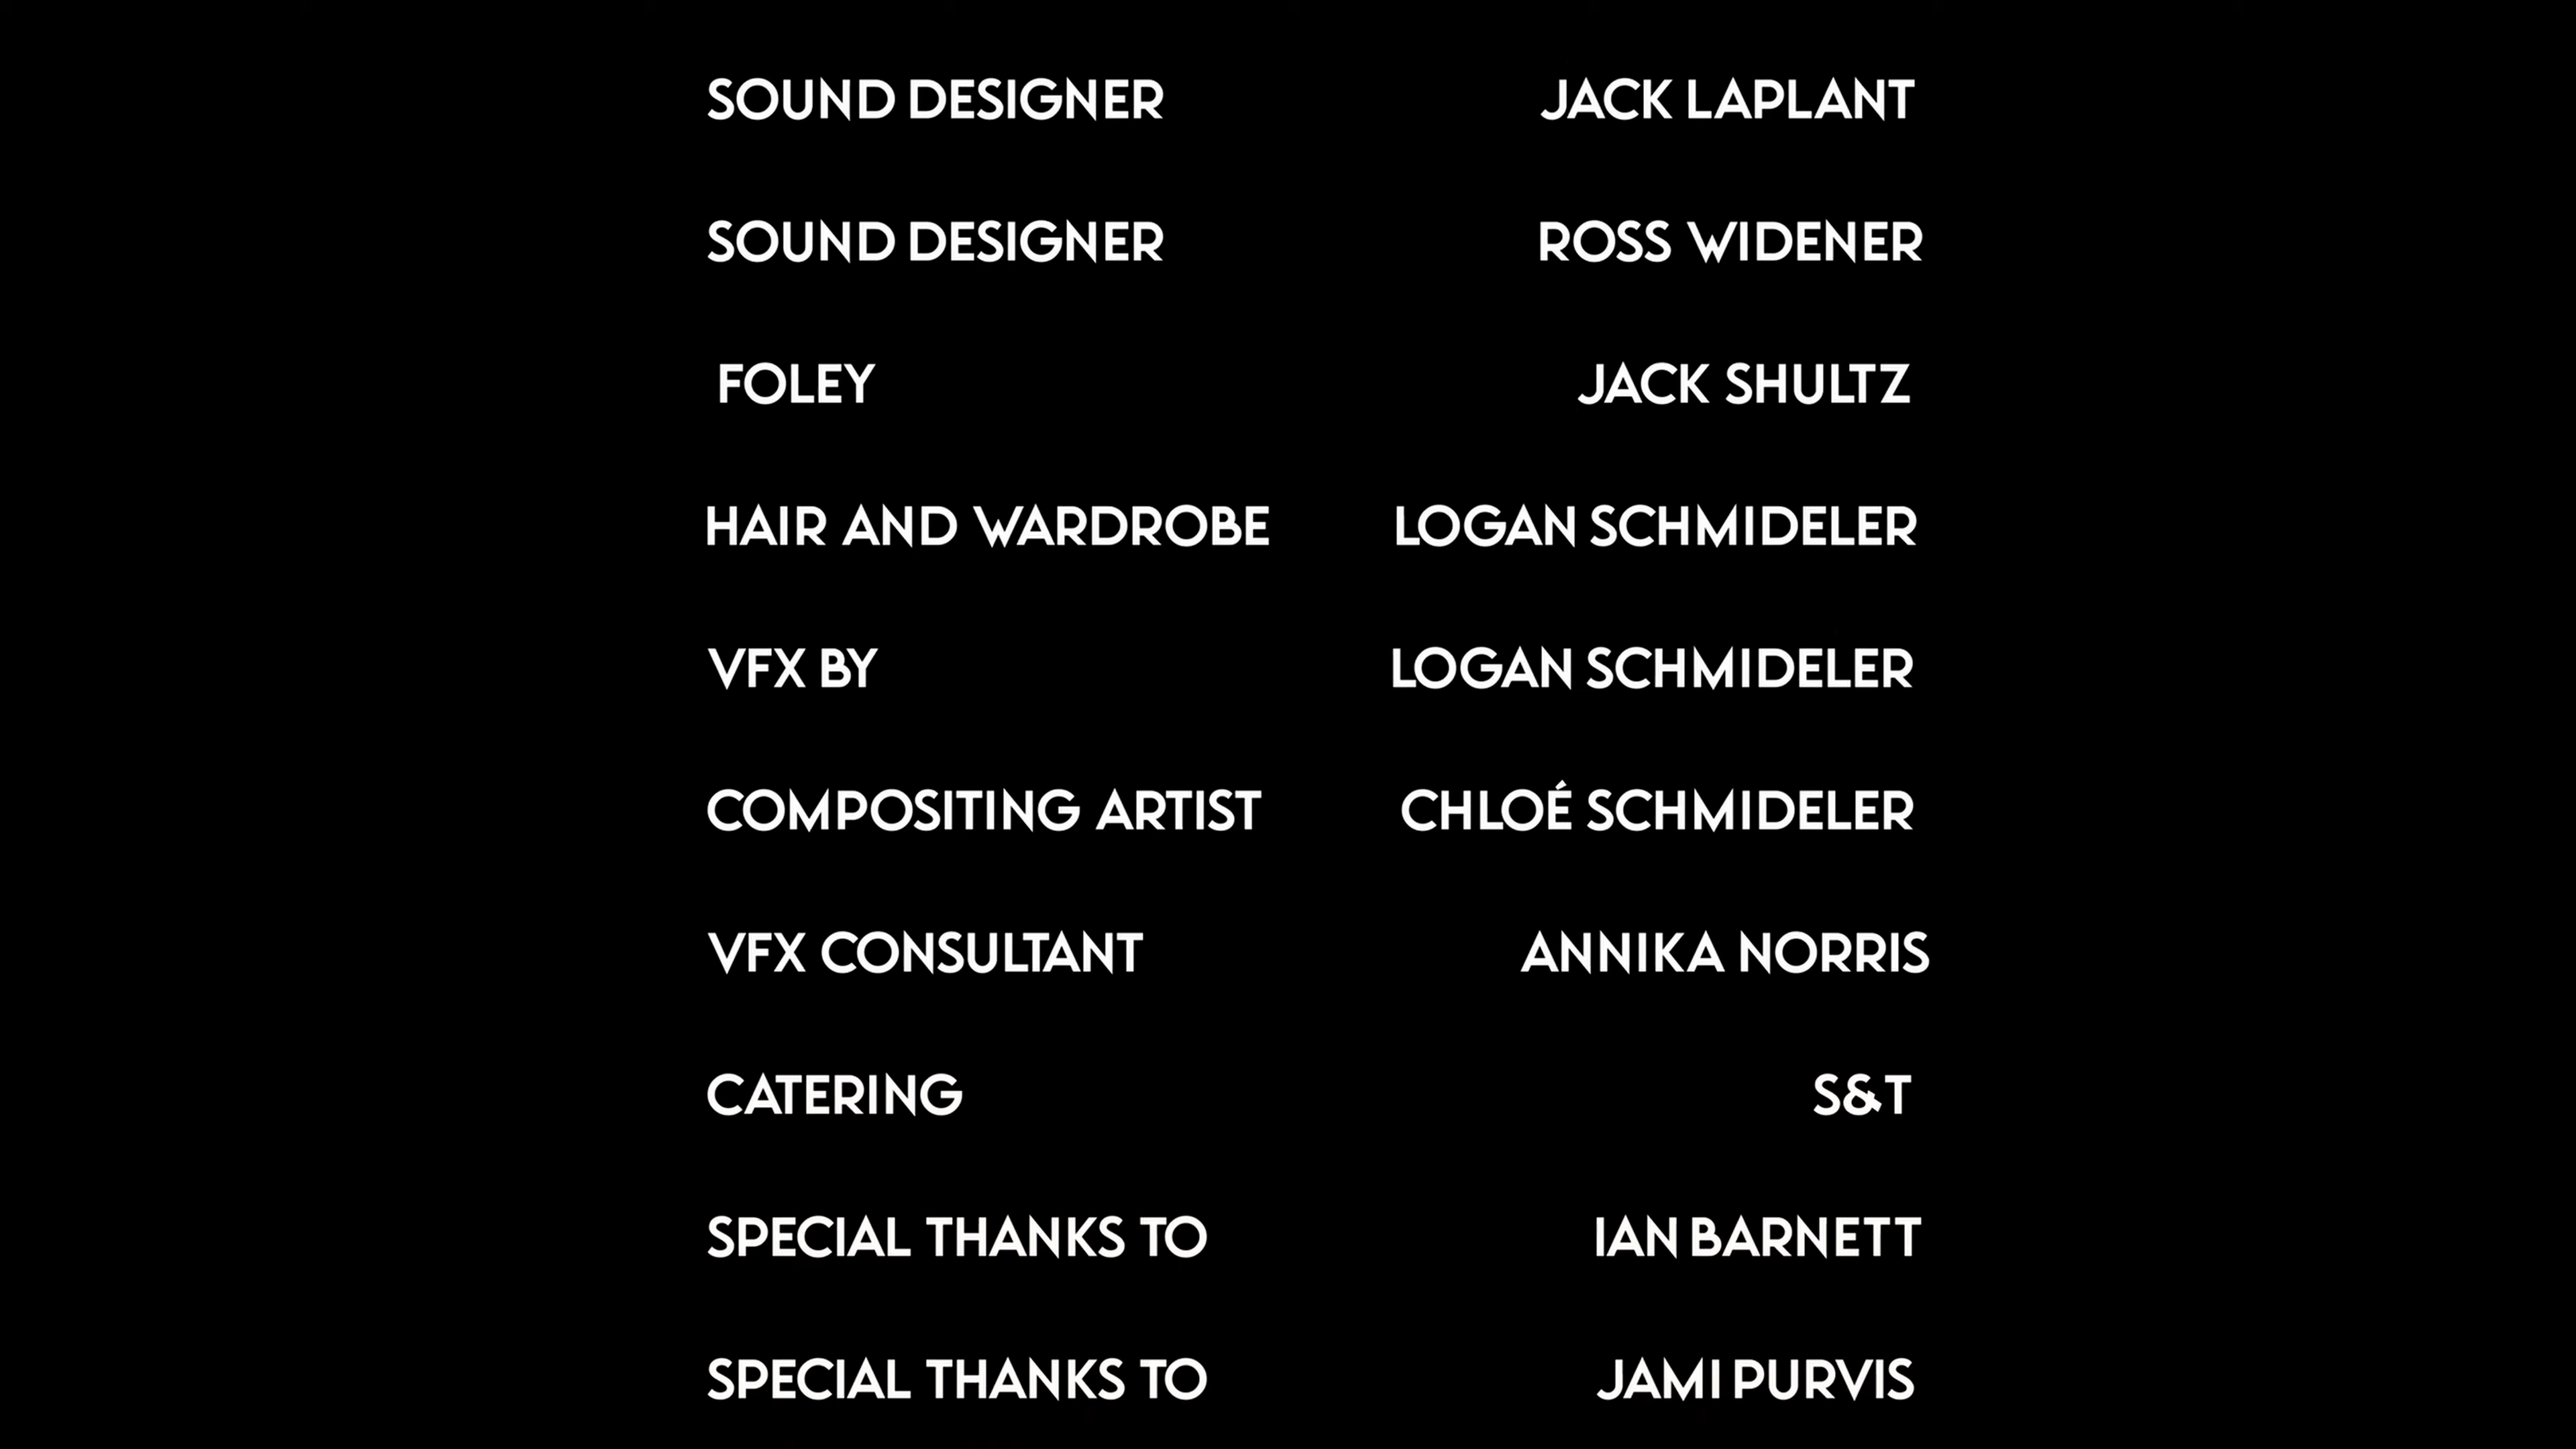 SOUND DESIGNER JACK LAPLANT
SOUND DESIGNER ROSS WIDENER
FOLEY JACK SHULTZ
HAIR AND WARDROBE LOGAN SCHMIDELER
VFX BY LOGAN SCHMIDELER
COMPOSITING ARTIST CHLOÉ SCHMIDELER
VFX CONSULTANT ANNIKA NORRIS
CATERING S&T
SPECIAL THANKS TO IAN BARNETT
SPECIAL THANKS TO JAMI PURVIS